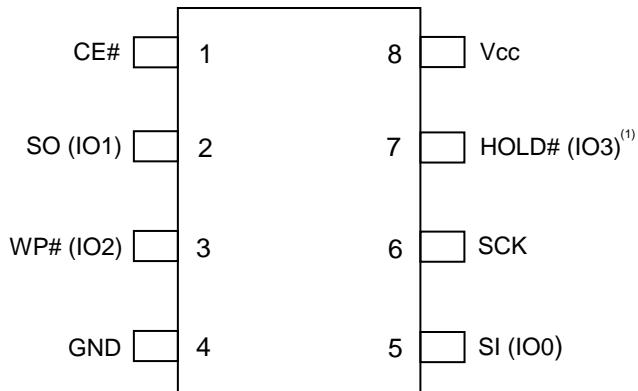 CE# 1 8 Vcc
SO (IO1) 2 7 HOLD# (IO3)(1)
WP# (IO2) 3 6 SCK
GND 4 5 SI (IO0)